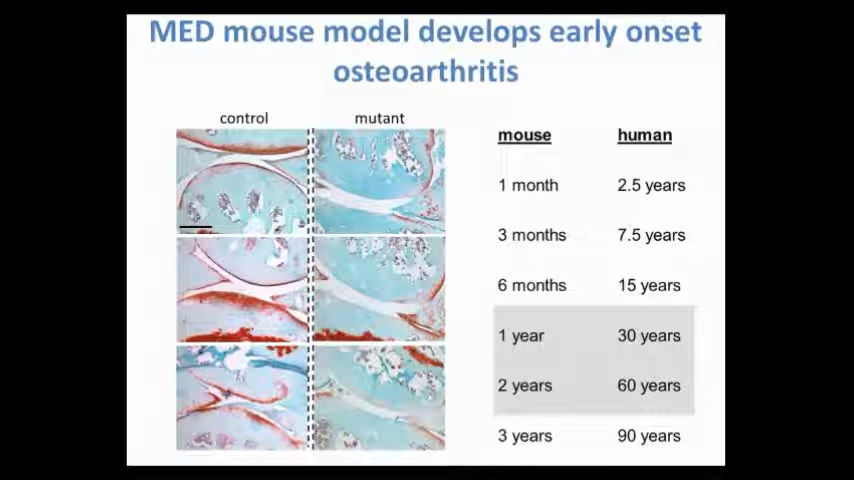 MED mouse model develops early onset
osteoarthritis
control mutant
mouse human
1 month 2.5 years
3 months 7.5 years
6 months 15 years
1 year 30 years
2 years 60 years
3 years 90 years